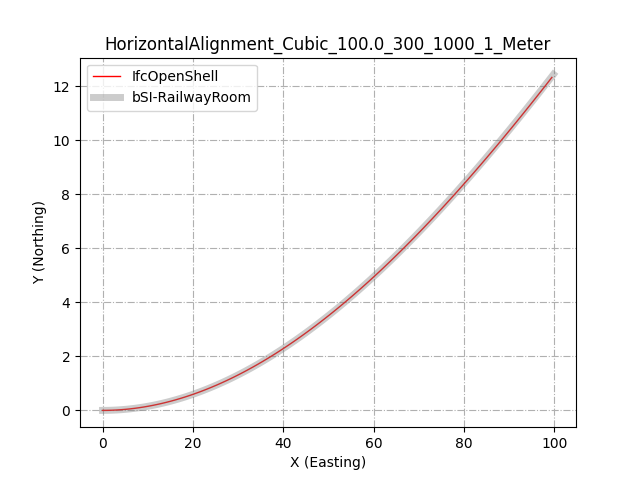 HorizontalAlignment_Cubic_100.0_300_1000_1_Meter
IfcOpenShell
bSI-RailwayRoom
12
10
8
6
4
2
0
Y (Northing)
0 20 40 60 80 100
X (Easting)